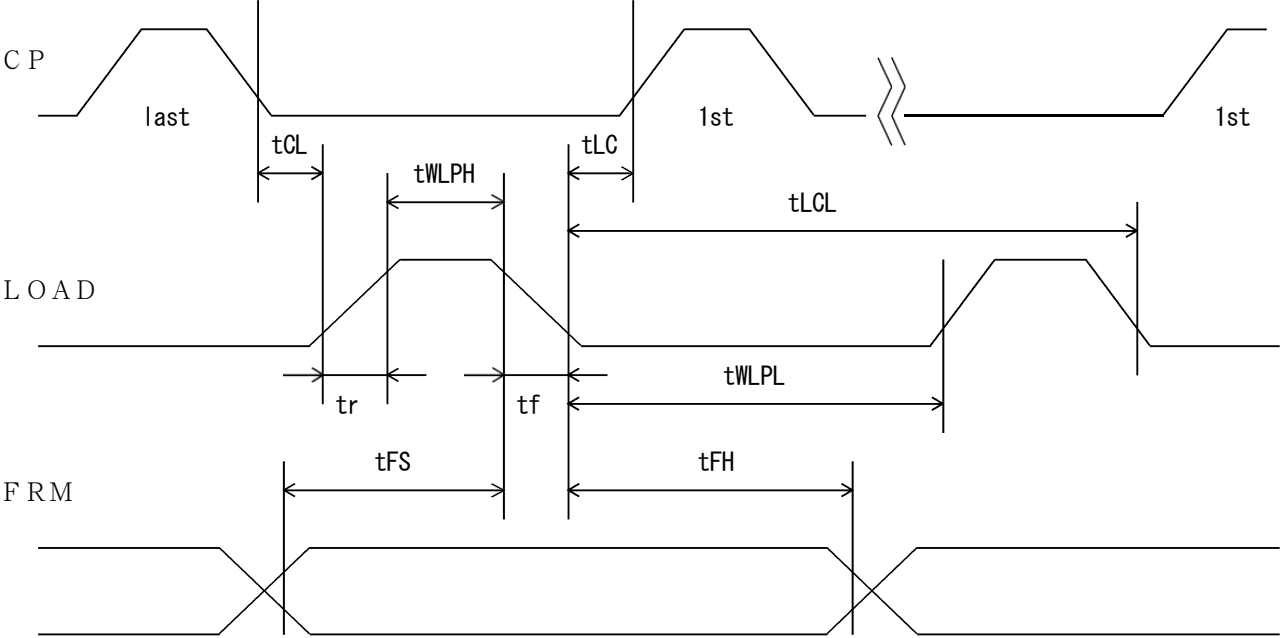 CP
last
1st
1st
tCL
tLC
tWLPH
tLCL
LOAD
tWLPL
tr
tf
tFS
tFH
FRM